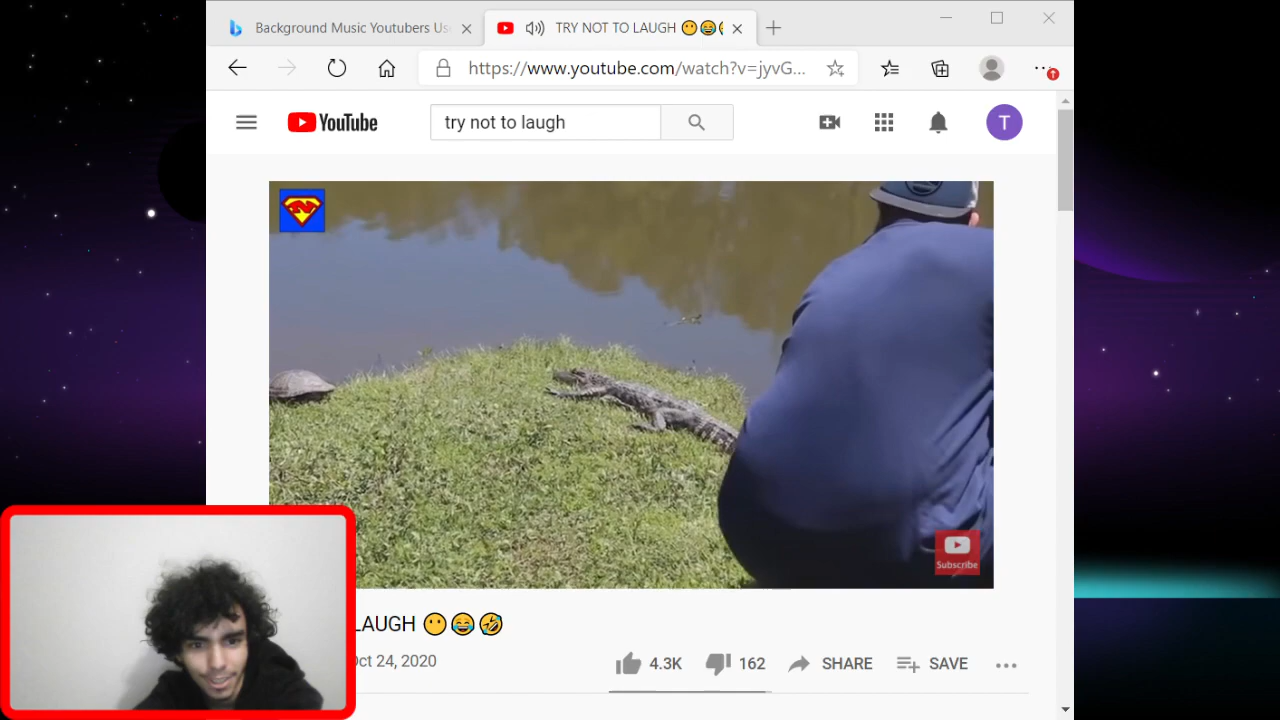 Background Music Youtubers Us
TRY NOT TO LAUGH 😶😂
https://www.youtube.com/watch?v=jyvG...
YouTube
try not to laugh
T
N
Subscribe
LAUGH 😶😂🤣
Oct 24, 2020
4.3K
162
SHARE
SAVE